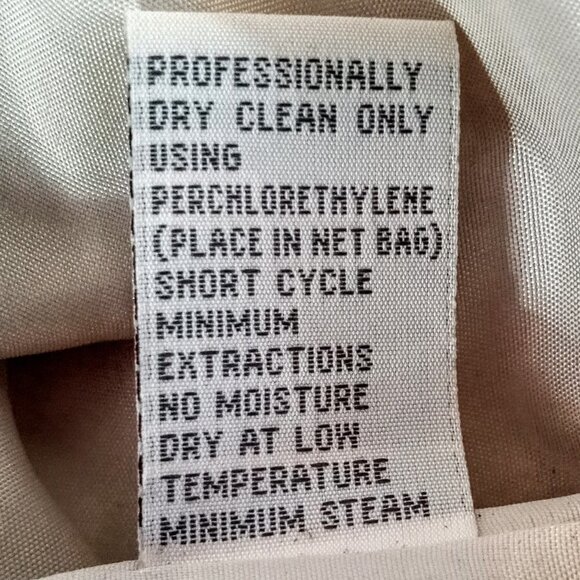 PROFESSIONALLY
DRY CLEAN ONLY
USING
PERCHLORETHYLENE
(PLACE IN NET BAG)
SHORT CYCLE
MINIMUM
EXTRACTIONS
NO MOISTURE
DRY AT LOW
TEMPERATURE
MINIMUM STEAM